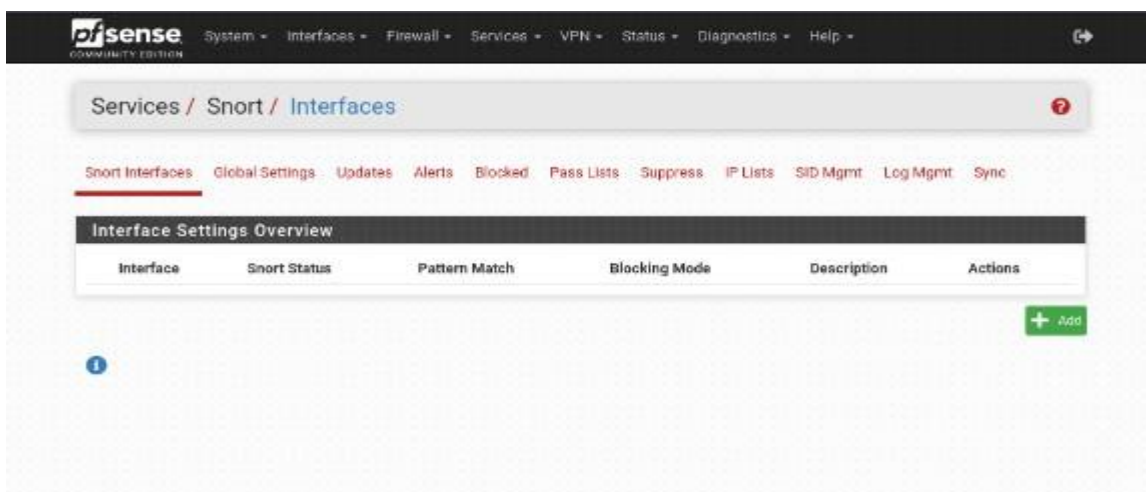 pfsense System Interfaces Firewall Services VPN Status Diagnostics Help
COMMUNITY EDITION
Services / Snort / Interfaces
Snort Interfaces Global Settings Updates Alerts Blocked Pass Lists Suppress IP Lists SID Mgmt Log Mgmt Sync
Interface Settings Overview
Interface Snort Status Pattern Match Blocking Mode Description Actions
+ Add